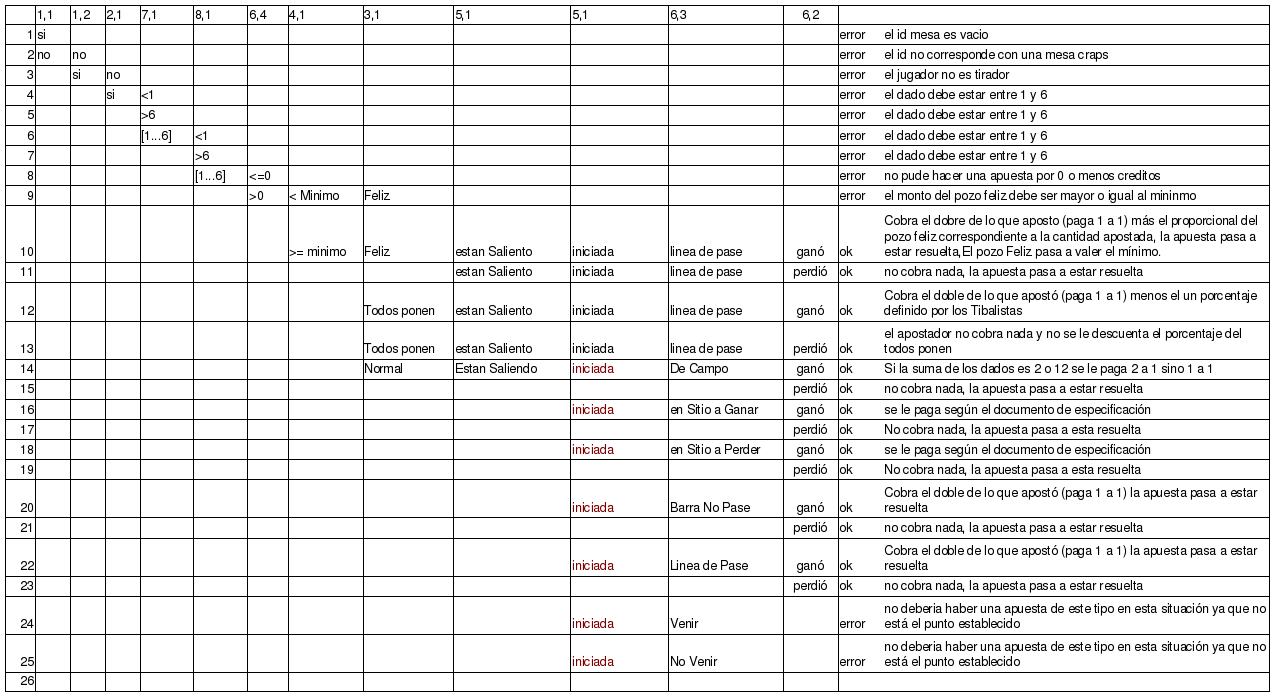 1,1 1,2 2,1 7,1 8,1 6,4 4,1 3,1 5,1 5,1 6,3 6,2
1 si error el id mesa es vacio
2 no no error el id no corresponde con una mesa craps
3 si no error el jugador no es tirador
4 si <1 error el dado debe estar entre 1 y 6
5 >6 error el dado debe estar entre 1 y 6
6 [1...6] <1 error el dado debe estar entre 1 y 6
7 >6 error el dado debe estar entre 1 y 6
8 [1...6] <=0 error no pude hacer una apuesta por 0 o menos creditos
9 >0 < Minimo Feliz error el monto del pozo feliz debe ser mayor o igual al mininmo
Cobra el dobre de lo que aposto (paga 1 a 1) más el proporcional del
pozo feliz correspondiente a la cantidad apostada, la apuesta pasa a
10 >= minimo Feliz estan Saliento iniciada linea de pase ganó ok estar resuelta,El pozo Feliz pasa a valer el mínimo.
11 estan Saliento iniciada linea de pase perdió ok no cobra nada, la apuesta pasa a estar resuelta
Cobra el doble de lo que apostó (paga 1 a 1) menos el un porcentaje
12 Todos ponen estan Saliento iniciada linea de pase ganó ok definido por los Tibalistas
el apostador no cobra nada y no se le descuenta el porcentaje del
13 Todos ponen estan Saliento iniciada linea de pase perdió ok todos ponen
14 Normal Estan Saliendo iniciada De Campo ganó ok Si la suma de los dados es 2 o 12 se le paga 2 a 1 sino 1 a 1
15 perdió ok no cobra nada, la apuesta pasa a estar resuelta
16 iniciada en Sitio a Ganar ganó ok se le paga según el documento de especificación
17 perdió ok No cobra nada, la apuesta pasa a esta resuelta
18 iniciada en Sitio a Perder ganó ok se le paga según el documento de especificación
19 perdió ok No cobra nada, la apuesta pasa a esta resuelta
Cobra el doble de lo que apostó (paga 1 a 1) la apuesta pasa a estar
20 iniciada Barra No Pase ganó ok resuelta
21 perdió ok no cobra nada, la apuesta pasa a estar resuelta
Cobra el doble de lo que apostó (paga 1 a 1) la apuesta pasa a estar
22 iniciada Linea de Pase ganó ok resuelta
23 perdió ok no cobra nada, la apuesta pasa a estar resuelta
no deberia haber una apuesta de este tipo en esta situación ya que no
24 iniciada Venir error está el punto establecido
no deberia haber una apuesta de este tipo en esta situación ya que no
25 iniciada No Venir error está el punto establecido
26